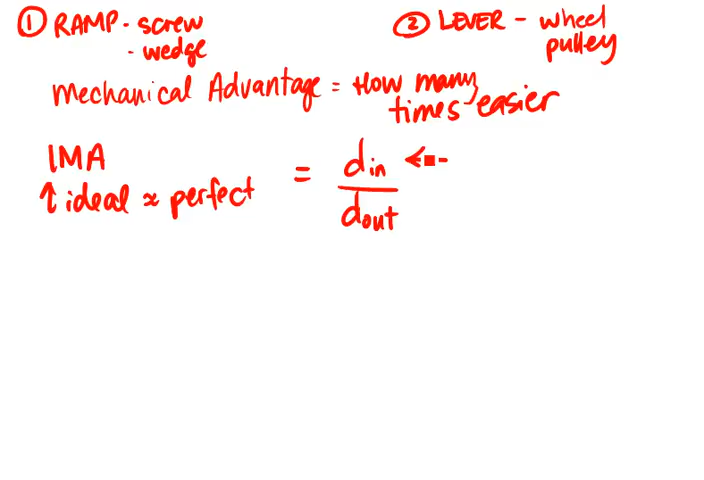 ① RAMP - screw
- wedge
② LEVER - wheel
pulley
Mechanical Advantage = How many
times easier
IMA
↑ ideal ≈ perfect
= din ←
dout